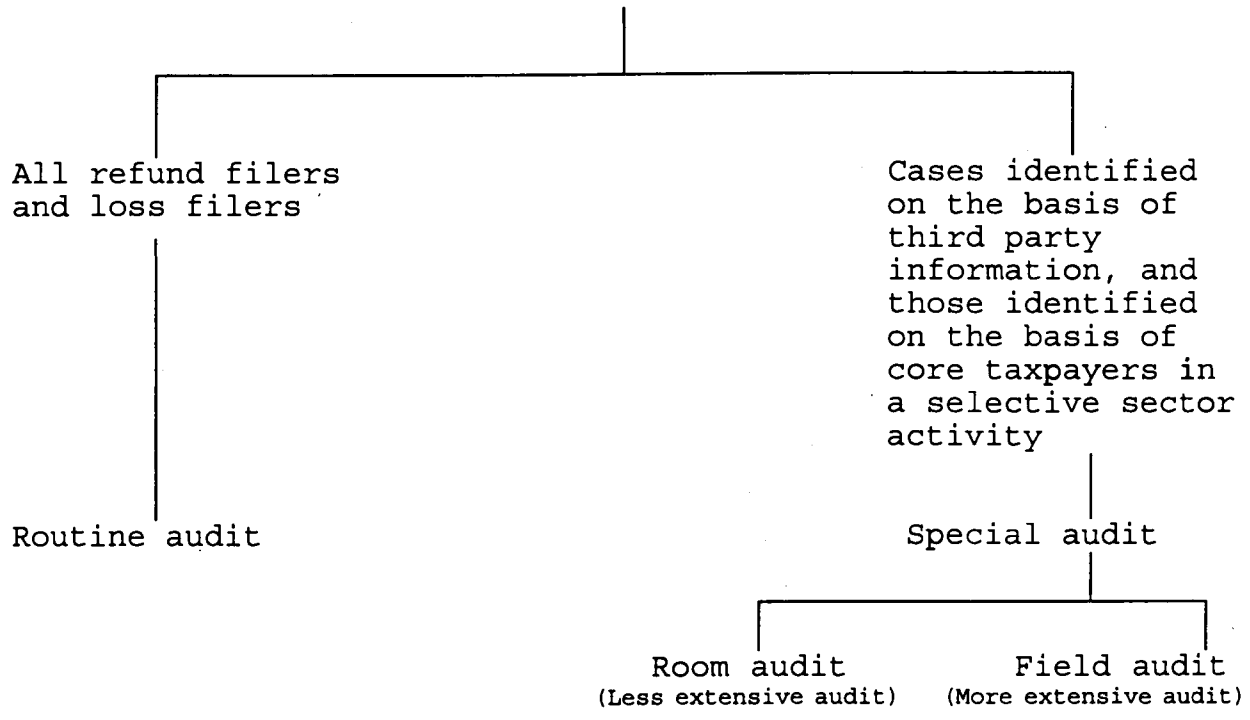 All refund filers
and loss filers
Cases identified
on the basis of
third party
information, and
those identified
on the basis of
core taxpayers in
a selective sector
activity
Routine audit
Special audit
Room audit
(Less extensive audit)
Field audit
(More extensive audit)